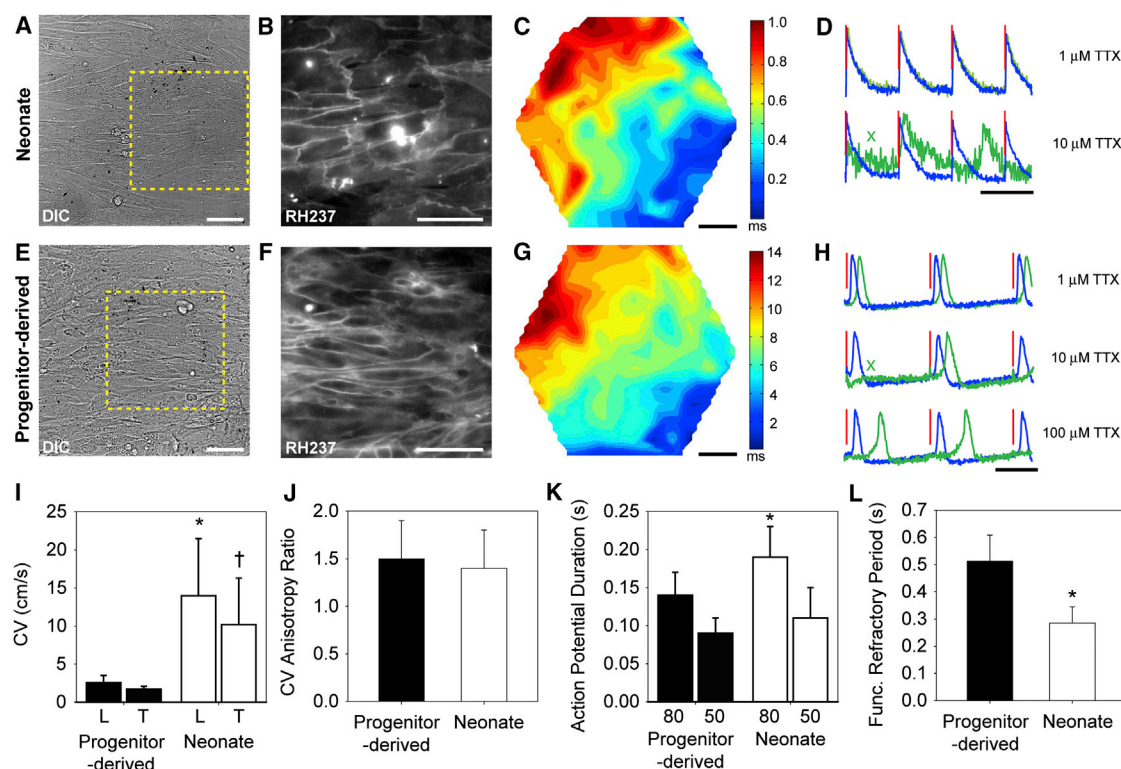 A
Neonate
DIC
B
RH237
C
1.0
0.8
0.6
0.4
0.2
0.0
ms
D
1 μM TTX
X
10 μM TTX
E
Progenitor-derived
DIC
F
RH237
G
14
12
10
8
6
4
2
ms
H
1 μM TTX
X
10 μM TTX
100 μM TTX
I
CV (cm/s)
25
20
15
10
5
0
*
†
L T L T
Progenitor
-derived
Neonate
J
CV Anisotropy Ratio
2.0
1.5
1.0
0.5
0.0
Progenitor
-derived
Neonate
K
Action Potential Duration (s)
0.25
0.20
0.15
0.10
0.05
0.00
*
80 50 80 50
Progenitor
-derived
Neonate
L
Func. Refractory Period (s)
0.7
0.6
0.5
0.4
0.3
0.2
0.1
0.0
*
Progenitor
-derived
Neonate